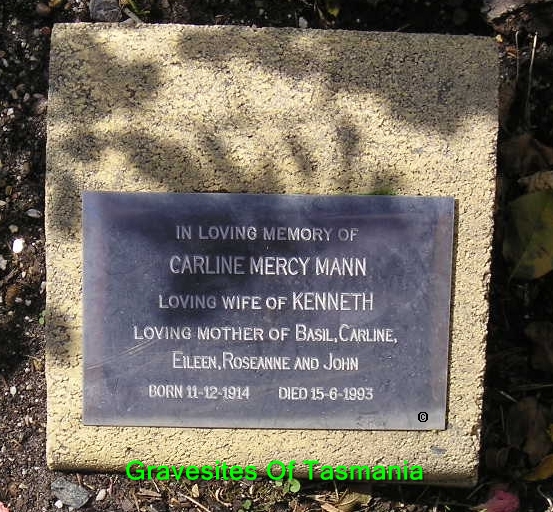 IN LOVING MEMORY OF
CARLINE MERCY MANN
LOVING WIFE OF KENNETH
LOVING MOTHER OF BASIL, CARLINE,
EILEEN, ROSEANNE AND JOHN
BORN 11-12-1914 DIED 15-6-1993
©
Gravesites Of Tasmania